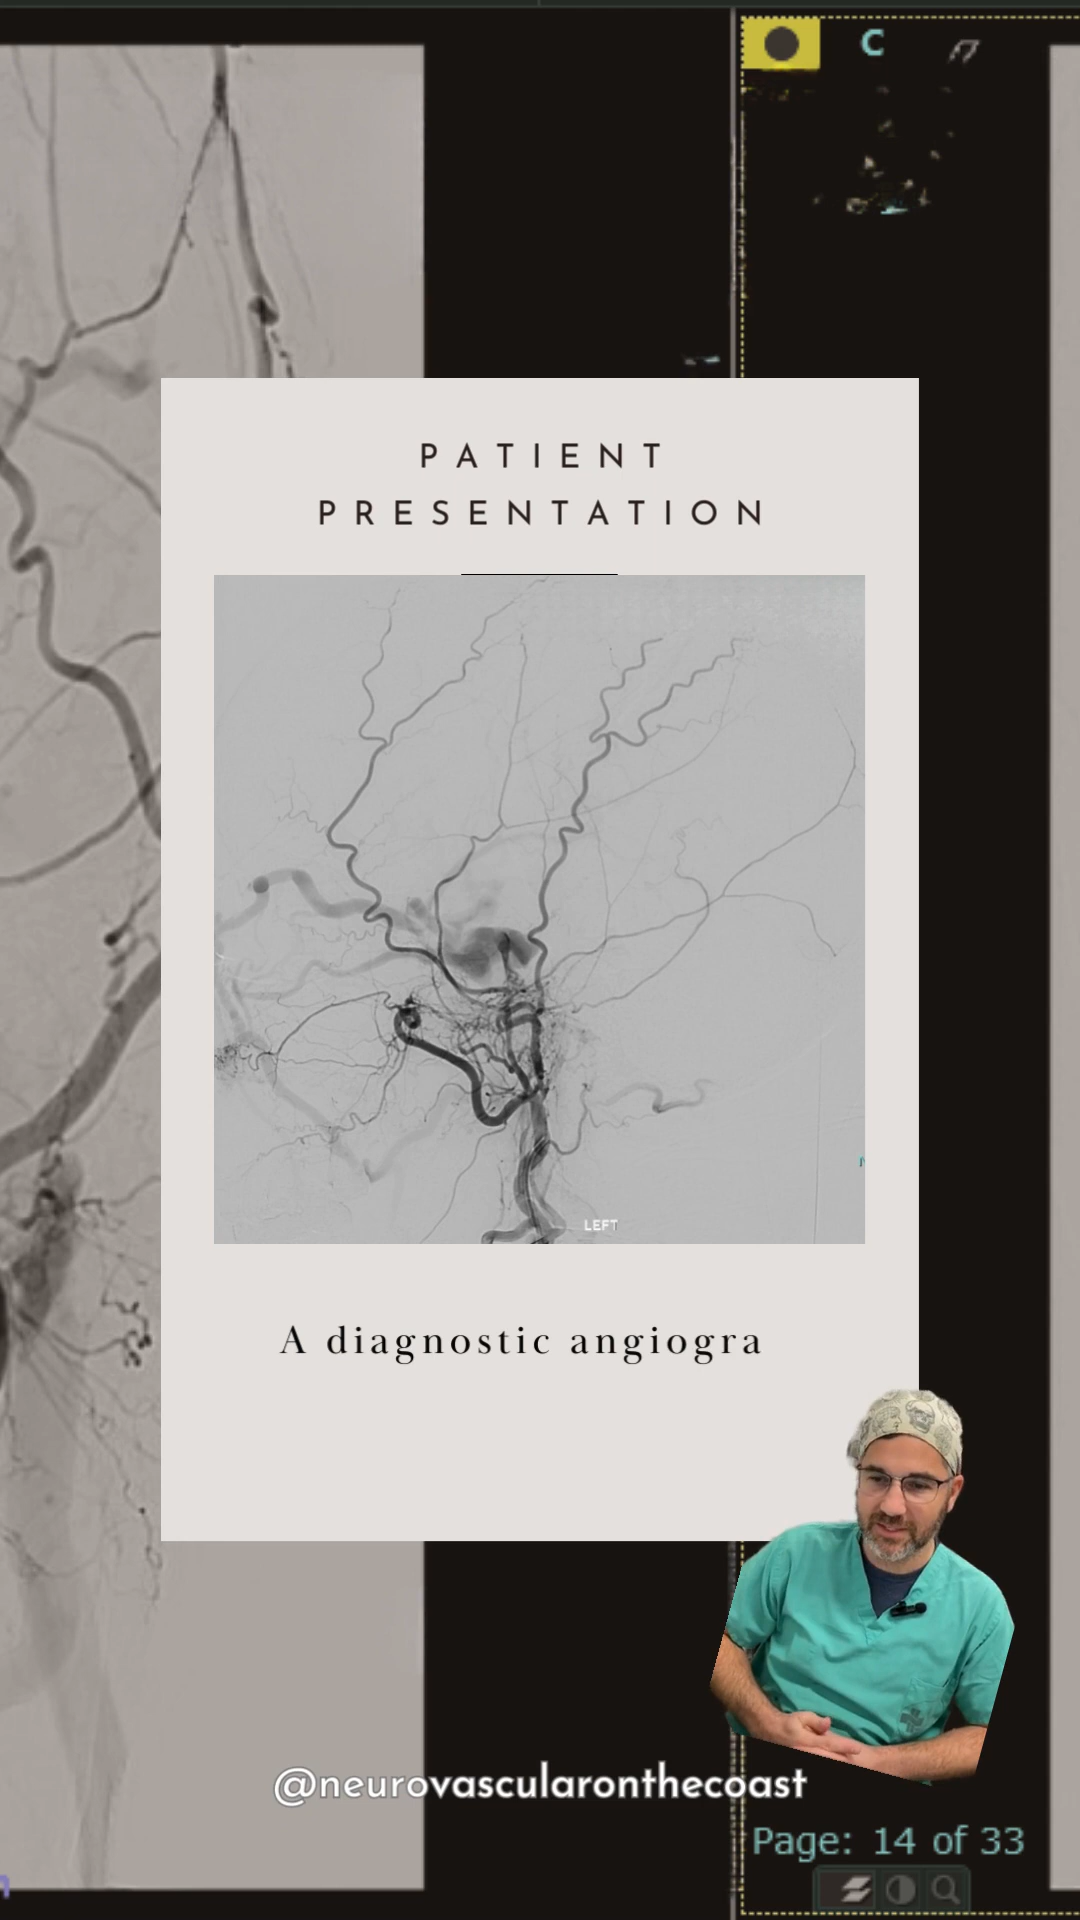 C
PATIENT
PRESENTATION
LEFT
A diagnostic angiogra
@neurovascularonthecoast
Page: 14 of 33